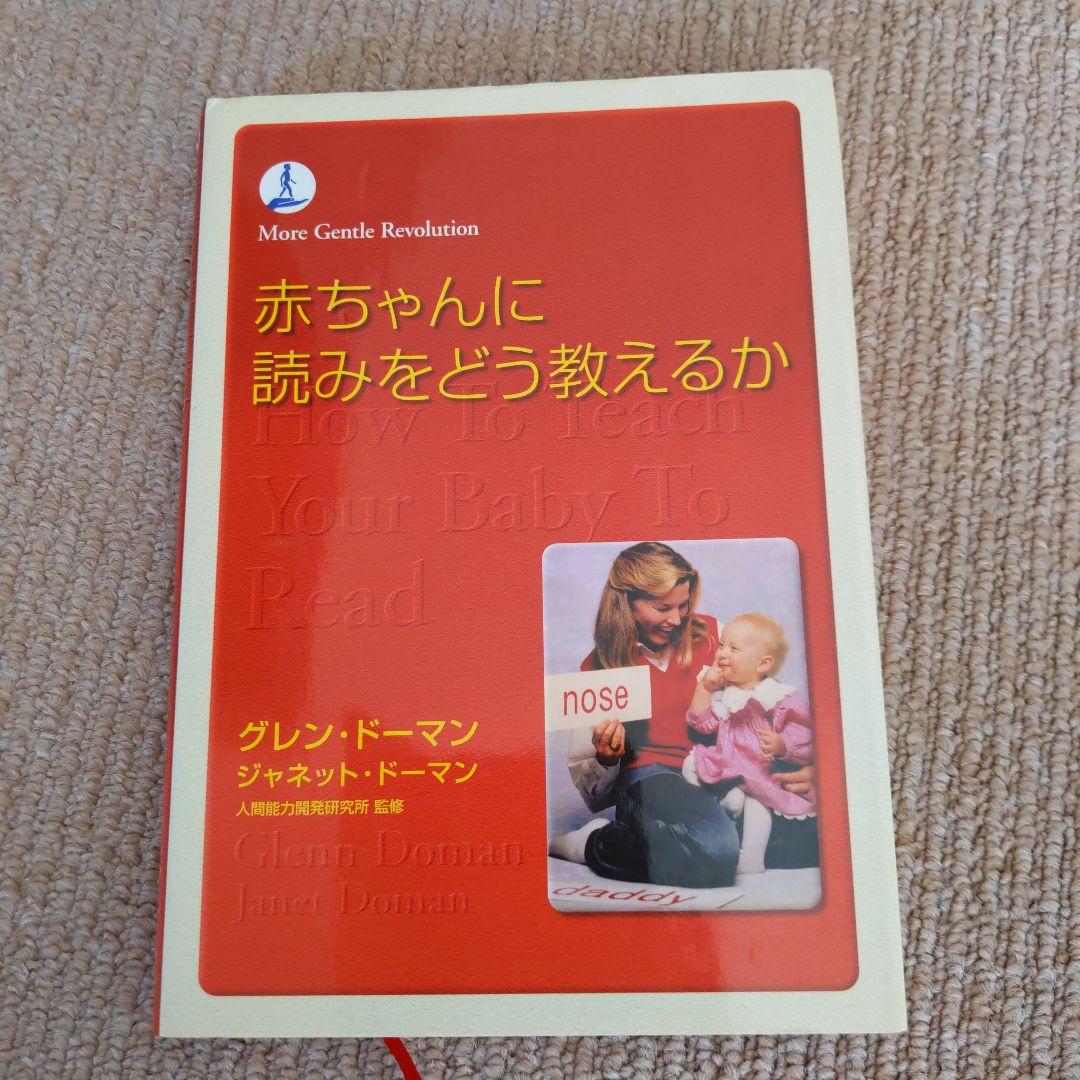 More Gentle Revolution
赤ちゃんに
読みをどう教えるか
How To Teach
Your Baby To
Read
nose
daddy
グレン・ドーマン
ジャネット・ドーマン
人間能力開発研究所 監修
Glenn Doman
Janet Doman